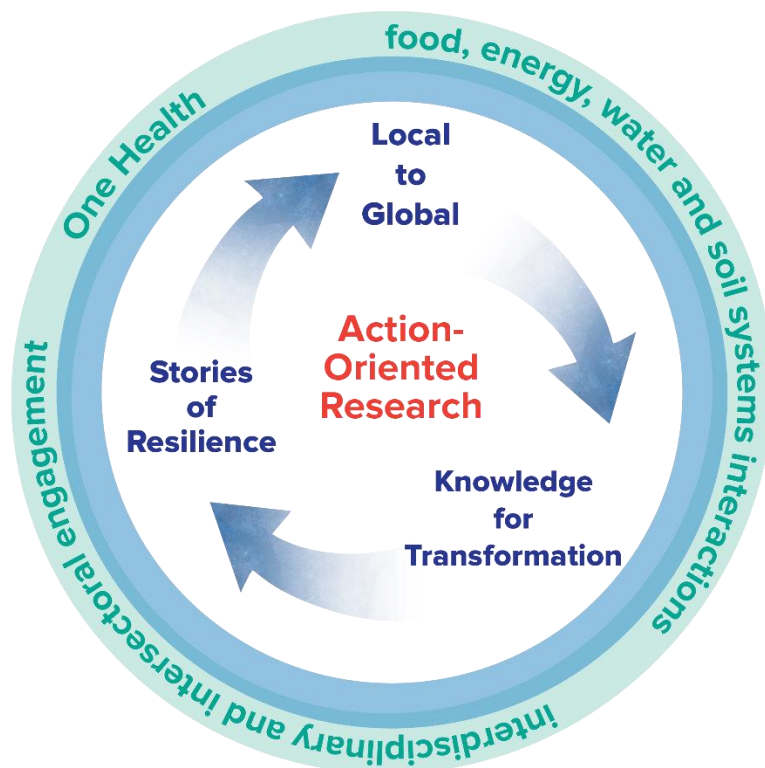 food, energy, water and soil systems interactions
interdisciplinary and intersectoral engagement
One Health
Local
to
Global
Action-
Oriented
Research
Stories
of
Resilience
Knowledge
for
Transformation